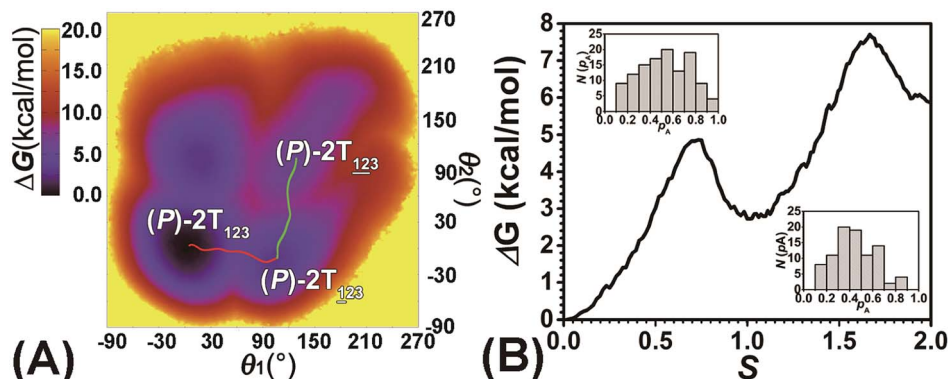 ΔG(kcal/mol)
20.0
15.0
10.0
5.0
0.0
270
210
150
90
30
-30
-90
θ2(°)
(P)-2T123
(P)-2T123
(P)-2T123
-90 -30 30 90 150 210 270
θ1(°)
(A)
ΔG (kcal/mol)
8
7
6
5
4
3
2
1
0
0.0 0.5 1.0 1.5 2.0
S
(B)
N (pA)
25
20
15
10
5
0
0.0 0.2 0.4 0.6 0.8 1.0
pA
N (pA)
25
20
15
10
5
0
0.0 0.2 0.4 0.6 0.8 1.0
pA